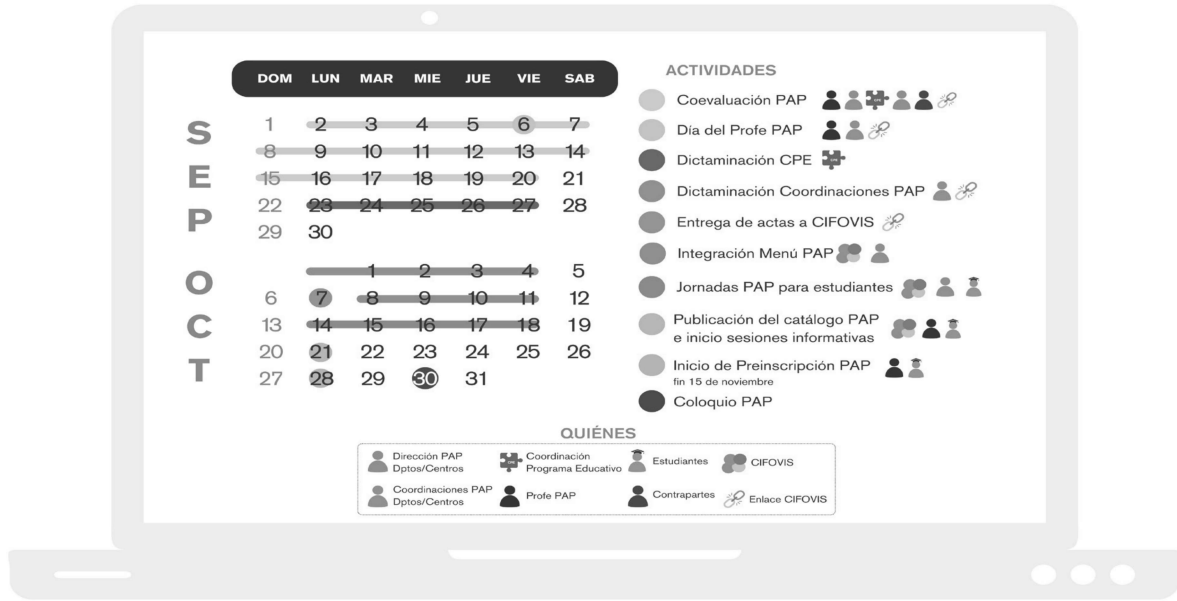 DOM LUN MAR MIE JUE VIE SAB
SEP
1 2 3 4 5 6 7
8 9 10 11 12 13 14
15 16 17 18 19 20 21
22 23 24 25 26 27 28
29 30
OCT
1 2 3 4 5
6 7 8 9 10 11 12
13 14 15 16 17 18 19
20 21 22 23 24 25 26
27 28 29 30 31
ACTIVIDADES
Coevaluación PAP CPE
Día del Profe PAP
Dictaminación CPE CPE
Dictaminación Coordinaciones PAP
Entrega de actas a CIFOVIS
Integración Menú PAP
Jornadas PAP para estudiantes
Publicación del catálogo PAP
e inicio sesiones informativas
Inicio de Preinscripción PAP
fin 15 de noviembre
Coloquio PAP
QUIÉNES
Dirección PAP
Dptos/Centros
CPE
Coordinación
Programa Educativo
Estudiantes
CIFOVIS
Coordinaciones PAP
Dptos/Centros
Profe PAP
Contrapartes
Enlace CIFOVIS